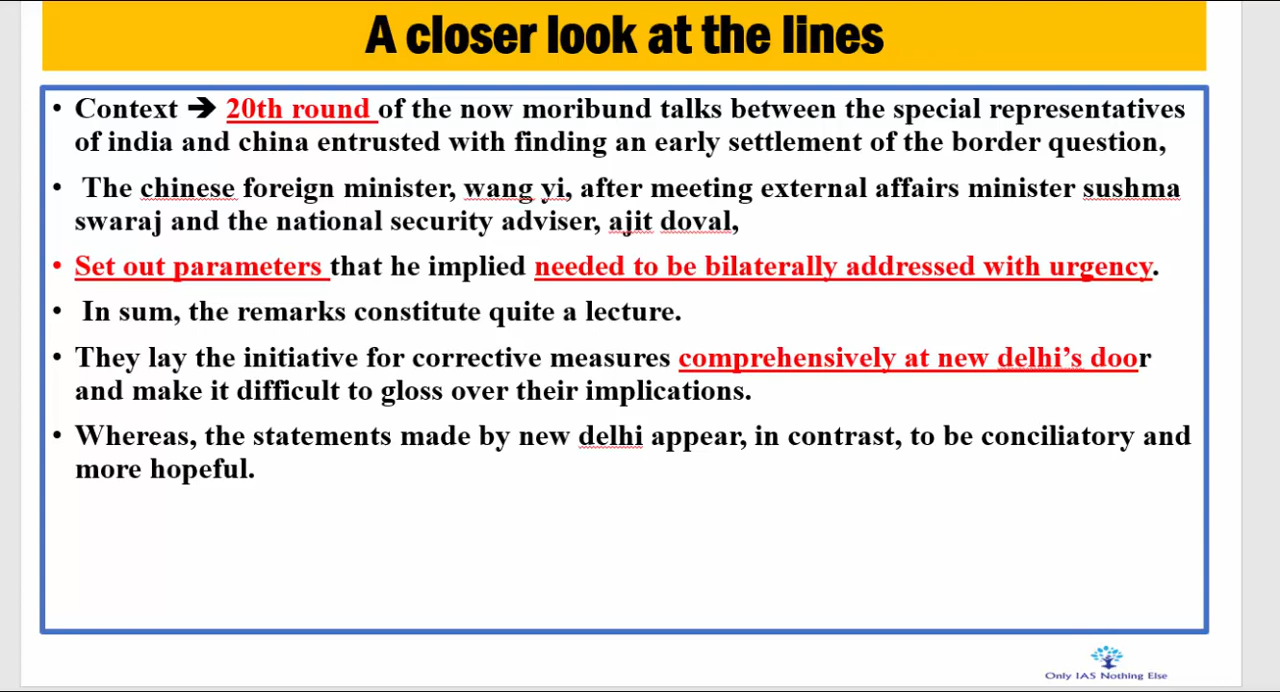 A closer look at the lines
• Context ➔ 20th round of the now moribund talks between the special representatives
of india and china entrusted with finding an early settlement of the border question,
• The chinese foreign minister, wang yi, after meeting external affairs minister sushma
swaraj and the national security adviser, ajit doval,
• Set out parameters that he implied needed to be bilaterally addressed with urgency.
• In sum, the remarks constitute quite a lecture.
• They lay the initiative for corrective measures comprehensively at new delhi’s door
and make it difficult to gloss over their implications.
• Whereas, the statements made by new delhi appear, in contrast, to be conciliatory and
more hopeful.
Only IAS Nothing Else